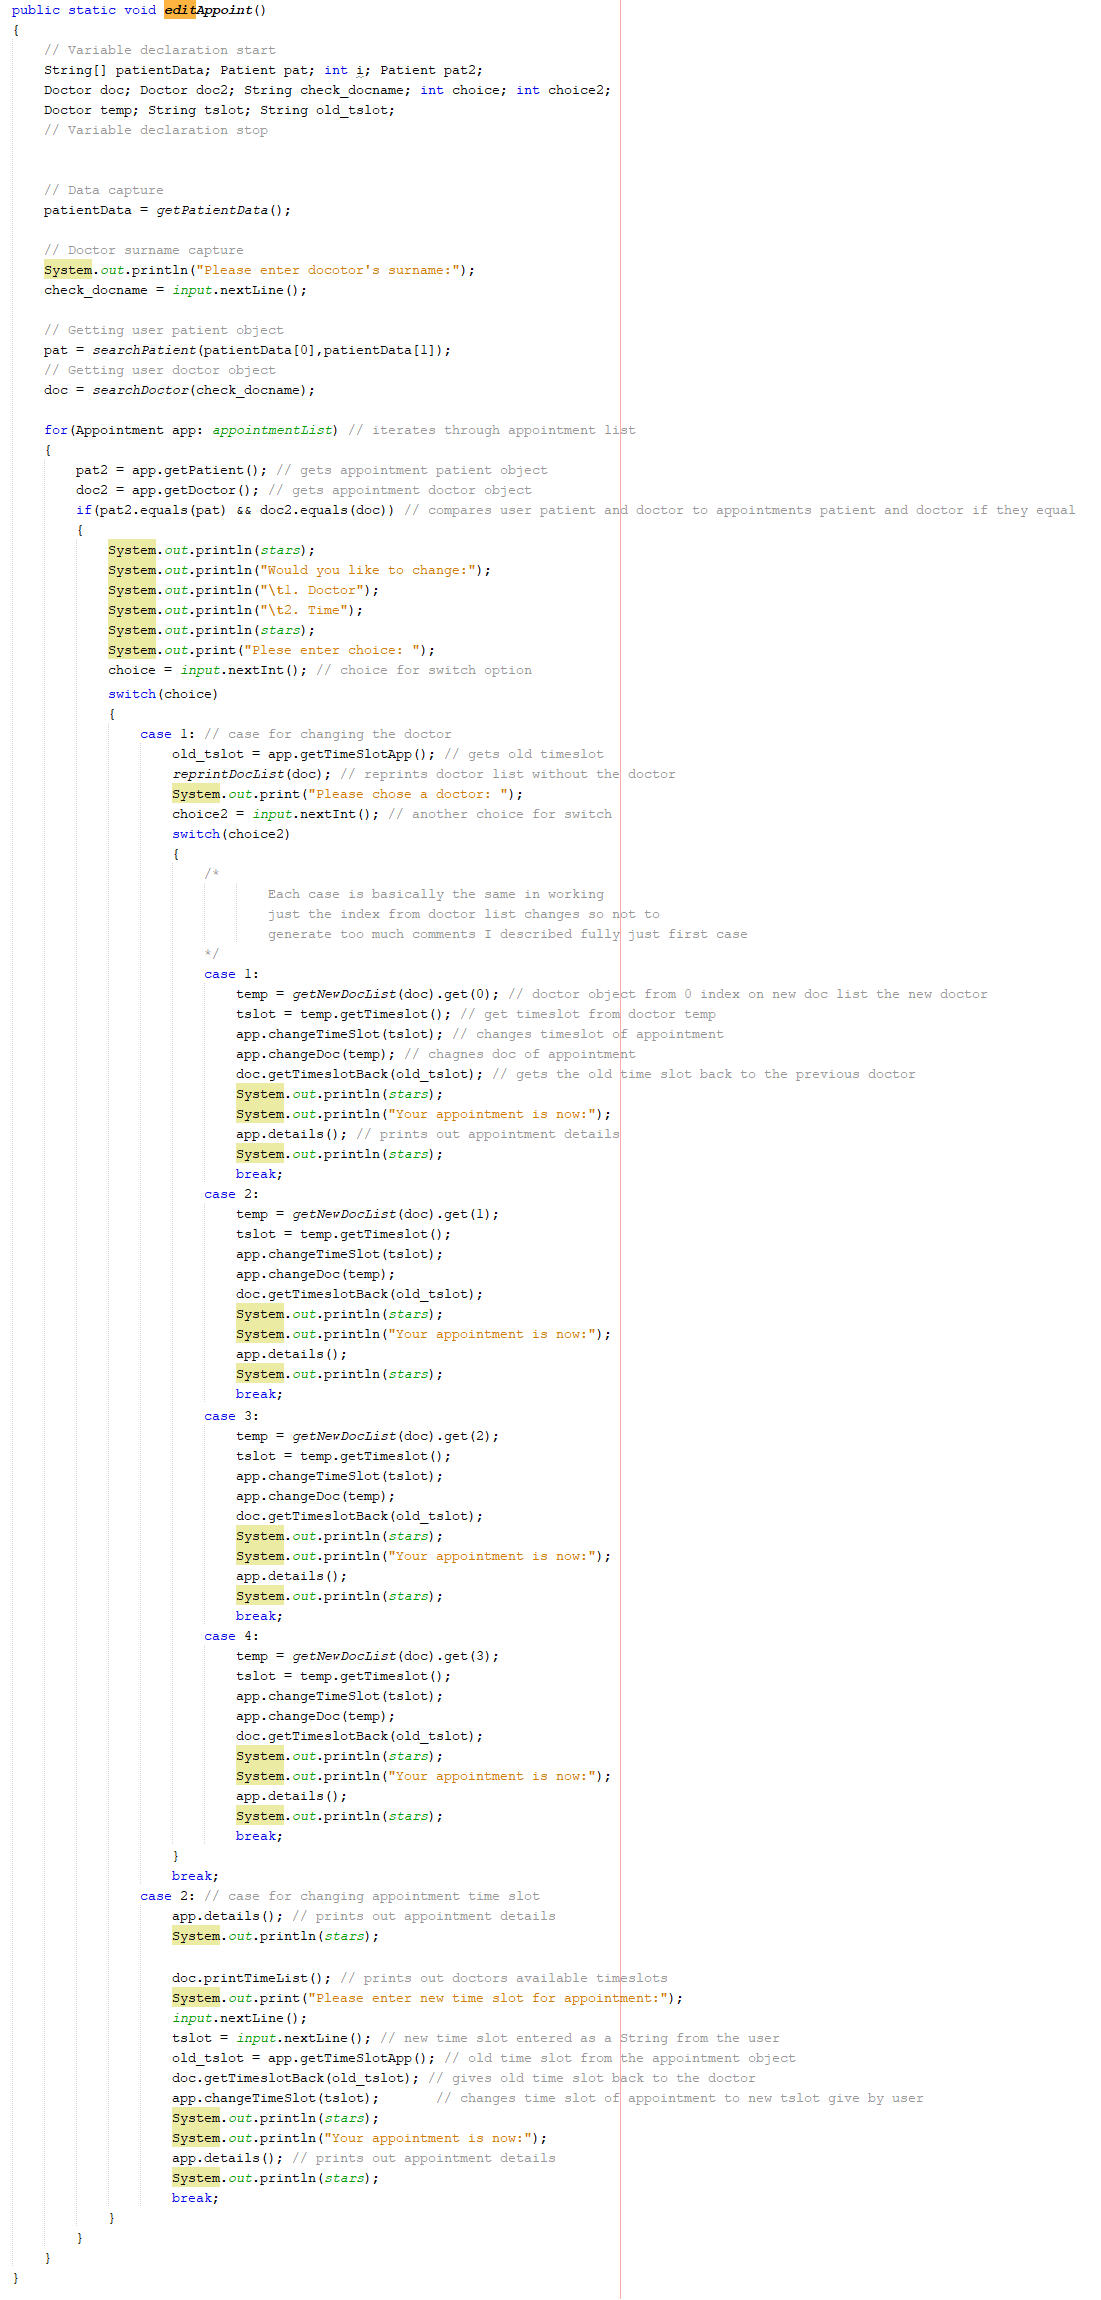 public static void editAppoint()
{
// Variable declaration start
String[] patientData; Patient pat; int i; Patient pat2;
Doctor doc; Doctor doc2; String check_docname; int choice; int choice2;
Doctor temp; String tslot; String old_tslot;
// Variable declaration stop
// Data capture
patientData = getPatientData();
// Doctor surname capture
System.out.println("Please enter docotor's surname:");
check_docname = input.nextLine();
// Getting user patient object
pat = searchPatient(patientData[0],patientData[1]);
// Getting user doctor object
doc = searchDoctor(check_docname);
for(Appointment app: appointmentList) // iterates through appointment list
{
pat2 = app.getPatient(); // gets appointment patient object
doc2 = app.getDoctor(); // gets appointment doctor object
if(pat2.equals(pat) && doc2.equals(doc)) // compares user patient and doctor to appointments patient and doctor if they equal
{
System.out.println(stars);
System.out.println("Would you like to change:");
System.out.println("\t1. Doctor");
System.out.println("\t2. Time");
System.out.println(stars);
System.out.print("Plese enter choice: ");
choice = input.nextInt(); // choice for switch option
switch(choice)
{
case 1: // case for changing the doctor
old_tslot = app.getTimeSlotApp(); // gets old timeslot
reprintDocList(doc); // reprints doctor list without the doctor
System.out.print("Please chose a doctor: ");
choice2 = input.nextInt(); // another choice for switch
switch(choice2)
{
/*
Each case is basically the same in working
just the index from doctor list changes so not to
generate too much comments I described fully just first case
*/
case 1:
temp = getNewDocList(doc).get(0); // doctor object from 0 index on new doc list the new doctor
tslot = temp.getTimeslot(); // get timeslot from doctor temp
app.changeTimeSlot(tslot); // changes timeslot of appointment
app.changeDoc(temp); // chagnes doc of appointment
doc.getTimeslotBack(old_tslot); // gets the old time slot back to the previous doctor
System.out.println(stars);
System.out.println("Your appointment is now:");
app.details(); // prints out appointment details
System.out.println(stars);
break;
case 2:
temp = getNewDocList(doc).get(1);
tslot = temp.getTimeslot();
app.changeTimeSlot(tslot);
app.changeDoc(temp);
doc.getTimeslotBack(old_tslot);
System.out.println(stars);
System.out.println("Your appointment is now:");
app.details();
System.out.println(stars);
break;
case 3:
temp = getNewDocList(doc).get(2);
tslot = temp.getTimeslot();
app.changeTimeSlot(tslot);
app.changeDoc(temp);
doc.getTimeslotBack(old_tslot);
System.out.println(stars);
System.out.println("Your appointment is now:");
app.details();
System.out.println(stars);
break;
case 4:
temp = getNewDocList(doc).get(3);
tslot = temp.getTimeslot();
app.changeTimeSlot(tslot);
app.changeDoc(temp);
doc.getTimeslotBack(old_tslot);
System.out.println(stars);
System.out.println("Your appointment is now:");
app.details();
System.out.println(stars);
break;
}
break;
case 2: // case for changing appointment time slot
app.details(); // prints out appointment details
System.out.println(stars);
doc.printTimeList(); // prints out doctors available timeslots
System.out.print("Please enter new time slot for appointment:");
input.nextLine();
tslot = input.nextLine(); // new time slot entered as a String from the user
old_tslot = app.getTimeSlotApp(); // old time slot from the appointment object
doc.getTimeslotBack(old_tslot); // gives old time slot back to the doctor
app.changeTimeSlot(tslot); // changes time slot of appointment to new tslot give by user
System.out.println(stars);
System.out.println("Your appointment is now:");
app.details(); // prints out appointment details
System.out.println(stars);
break;
}
}
}
}